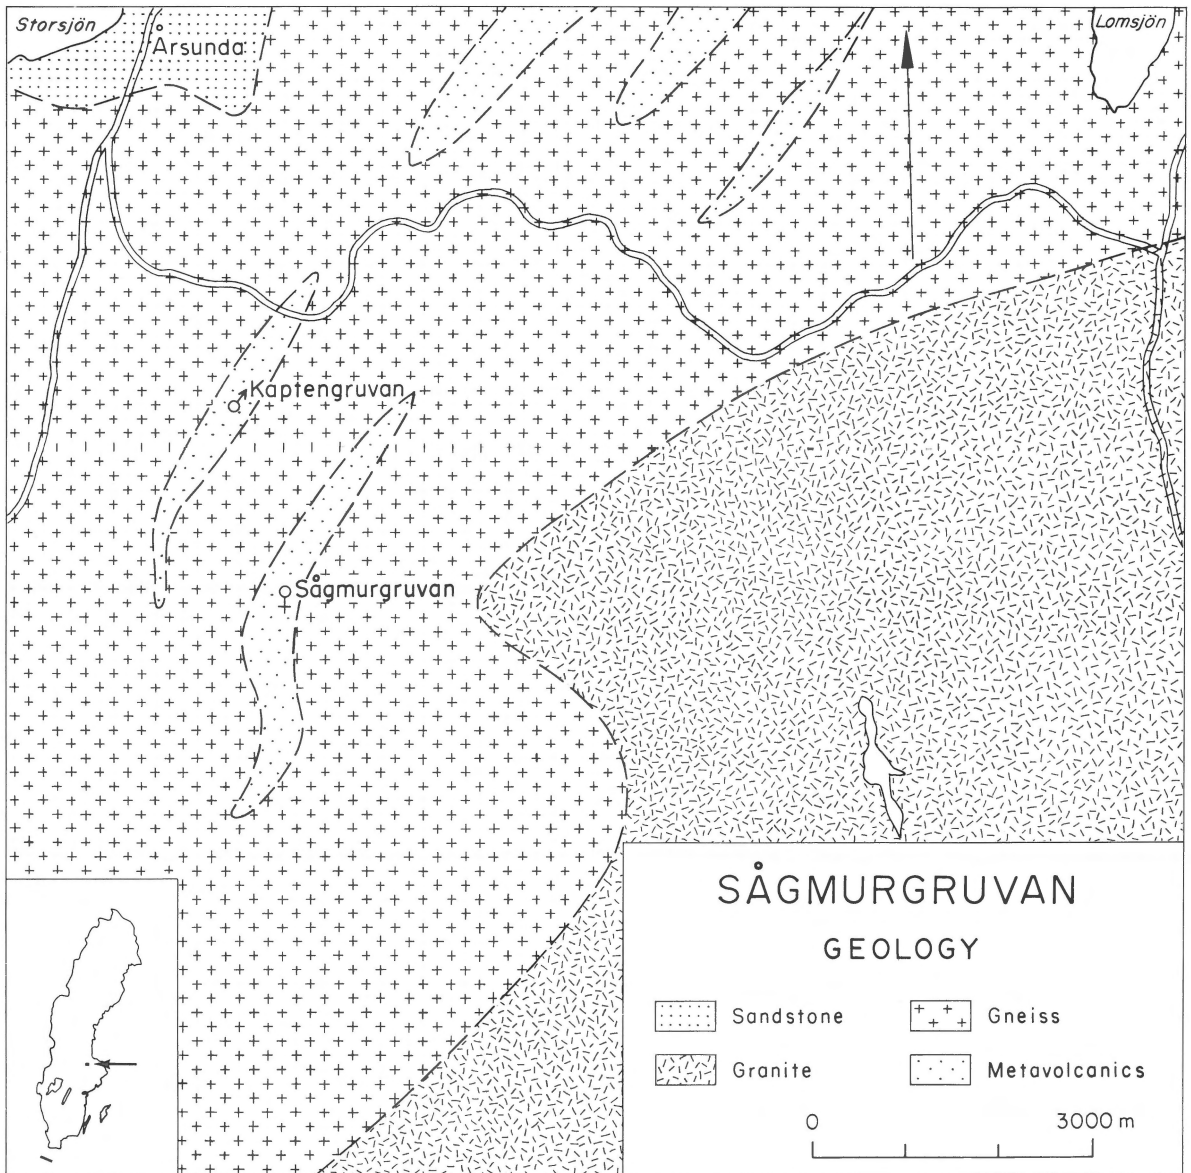 Storsjön
Årsunda
Lomsjön
Kaptengruvan
Sågmurgruvan
SÅGMURGRUVAN
GEOLOGY
Sandstone
Gneiss
Granite
Metavolcanics
0 3000 m